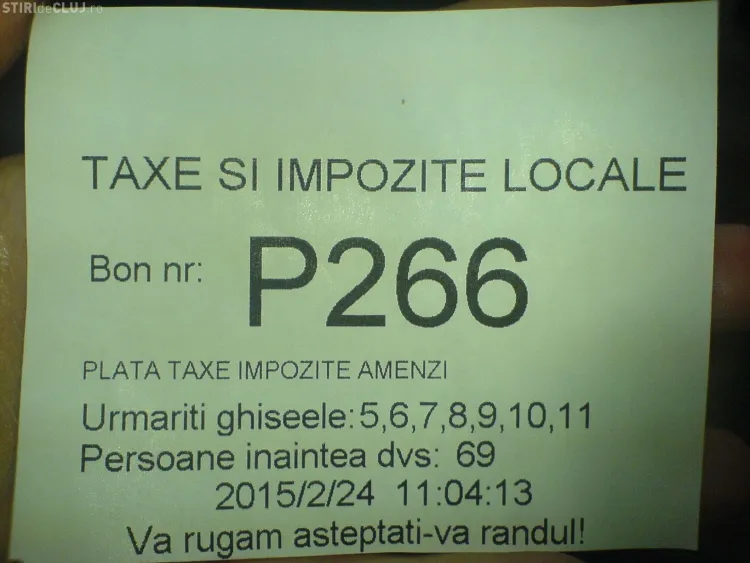 STIRIdeCLUJ.ro
TAXE SI IMPOZITE LOCALE
Bon nr: P266
PLATA TAXE IMPOZITE AMENZI
Urmariti ghiseele:5,6,7,8,9,10,11
Persoane inaintea dvs: 69
2015/2/24 11:04:13
Va rugam asteptati-va randul!